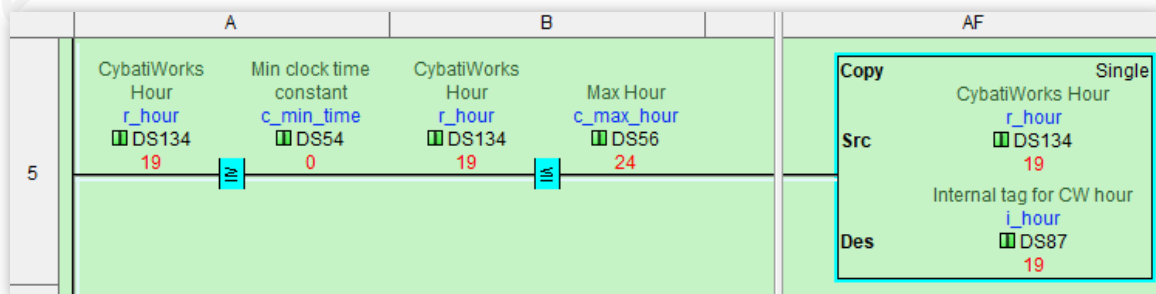 A B AF
5
CybatiWorks
Hour
r_hour
DS134
19
≥
Min clock time
constant
c_min_time
DS54
0
CybatiWorks
Hour
r_hour
DS134
19
≤
Max Hour
c_max_hour
DS56
24
Copy Single
CybatiWorks Hour
r_hour
Src DS134
19
Internal tag for CW hour
i_hour
Des DS87
19